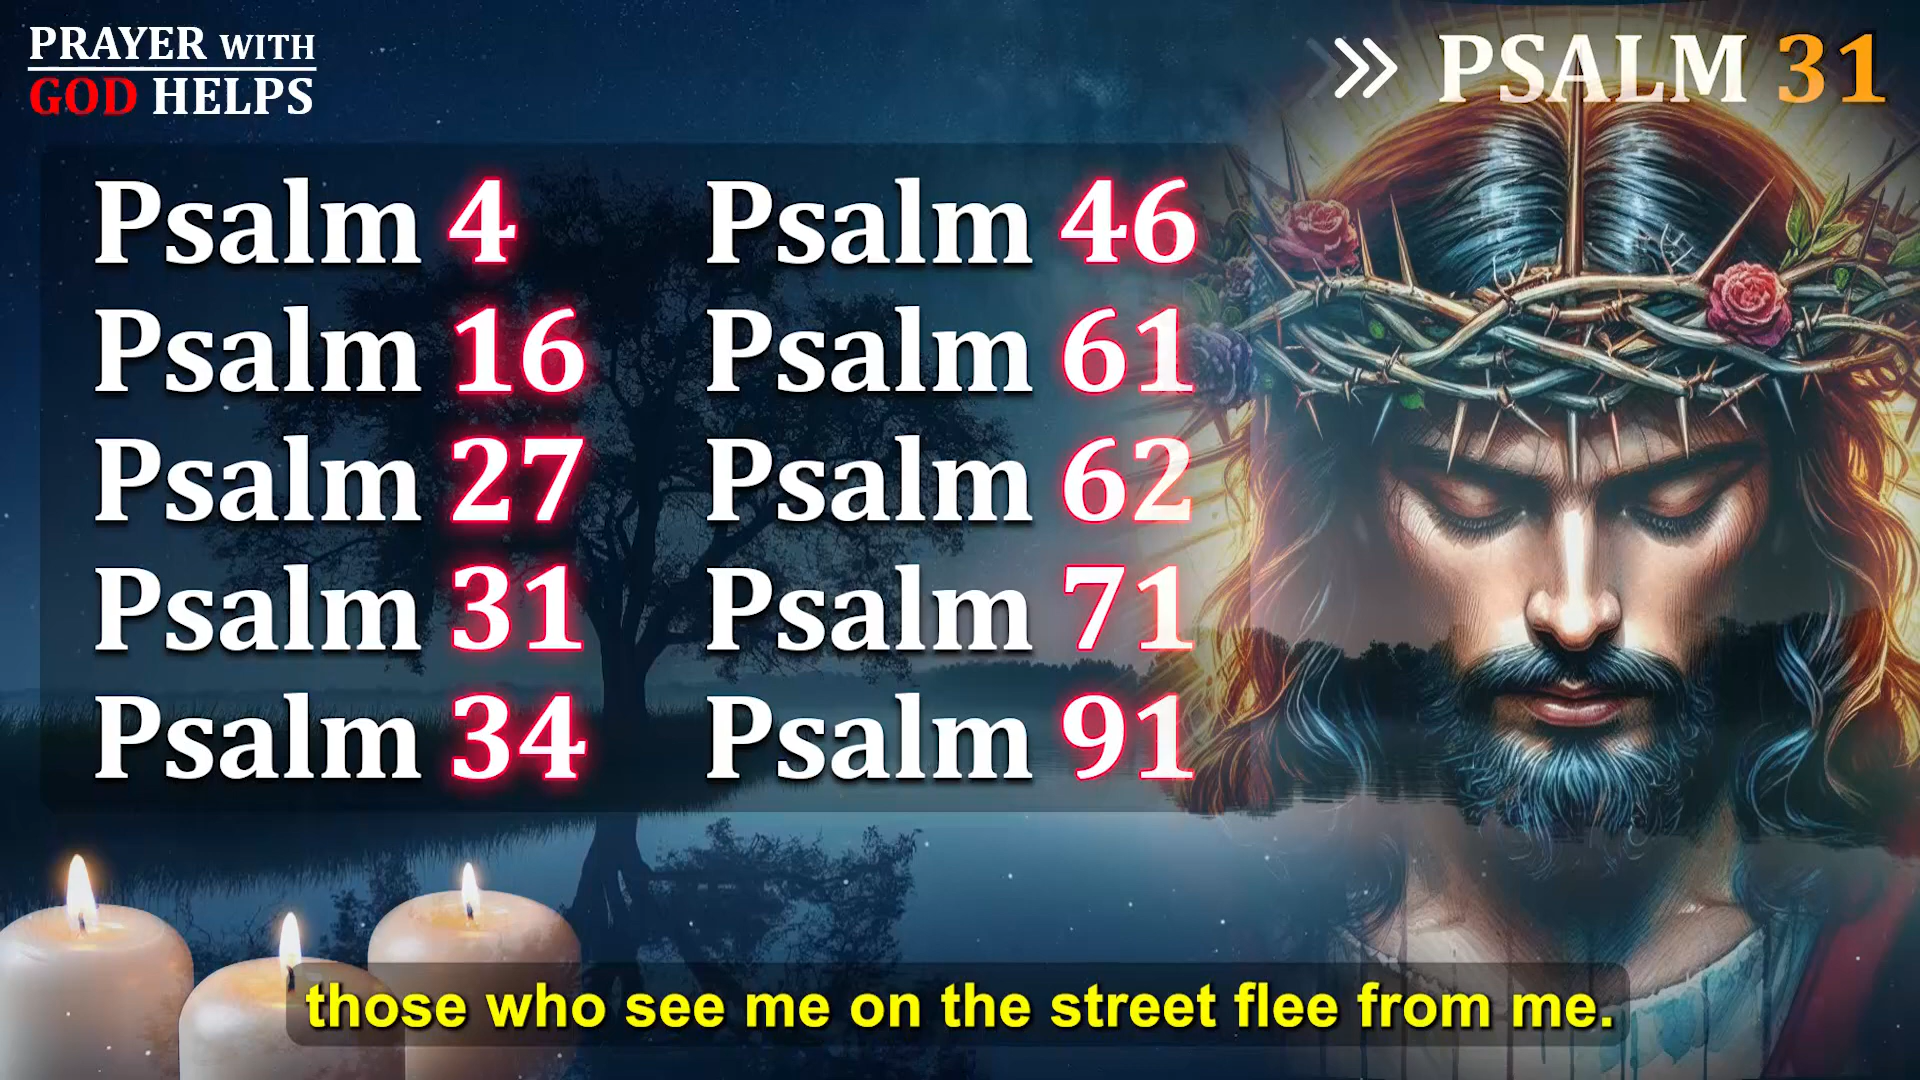 PRAYER WITH
GOD HELPS
PSALM 31
Psalm 4
Psalm 16
Psalm 27
Psalm 31
Psalm 34
Psalm 46
Psalm 61
Psalm 62
Psalm 71
Psalm 91
those who see me on the street flee from me.